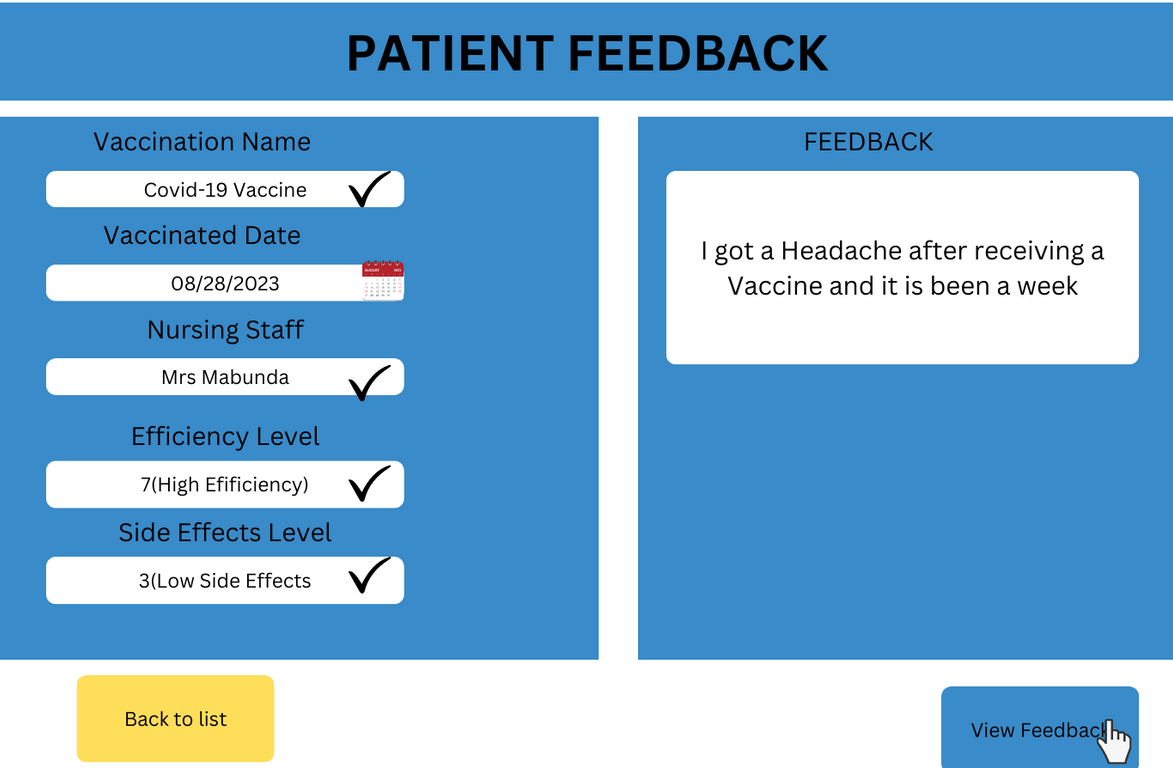 PATIENT FEEDBACK
Vaccination Name
Covid-19 Vaccine
Vaccinated Date
08/28/2023
Nursing Staff
Mrs Mabunda
Efficiency Level
7(High Efificiency)
Side Effects Level
3(Low Side Effects
FEEDBACK
I got a Headache after receiving a
Vaccine and it is been a week
Back to list
View Feedback